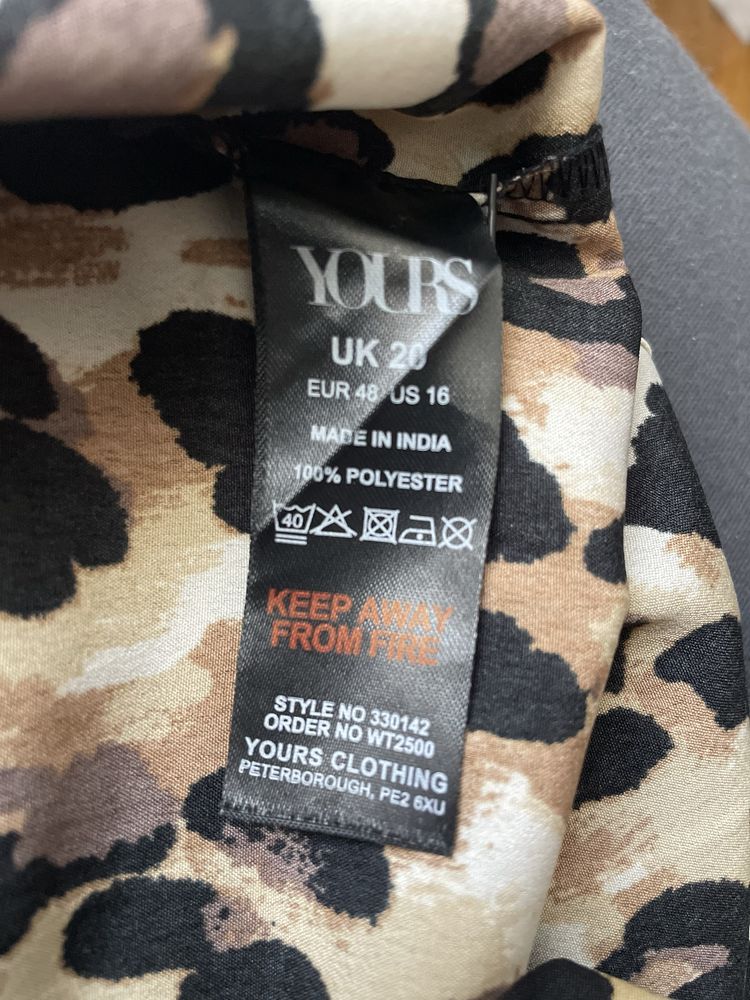 YOURS
UK 20
EUR 48 US 16
MADE IN INDIA
100% POLYESTER
40
KEEP AWAY
FROM FIRE
STYLE NO 330142
ORDER NO WT2500
YOURS CLOTHING
PETERBOROUGH, PE2 6XU